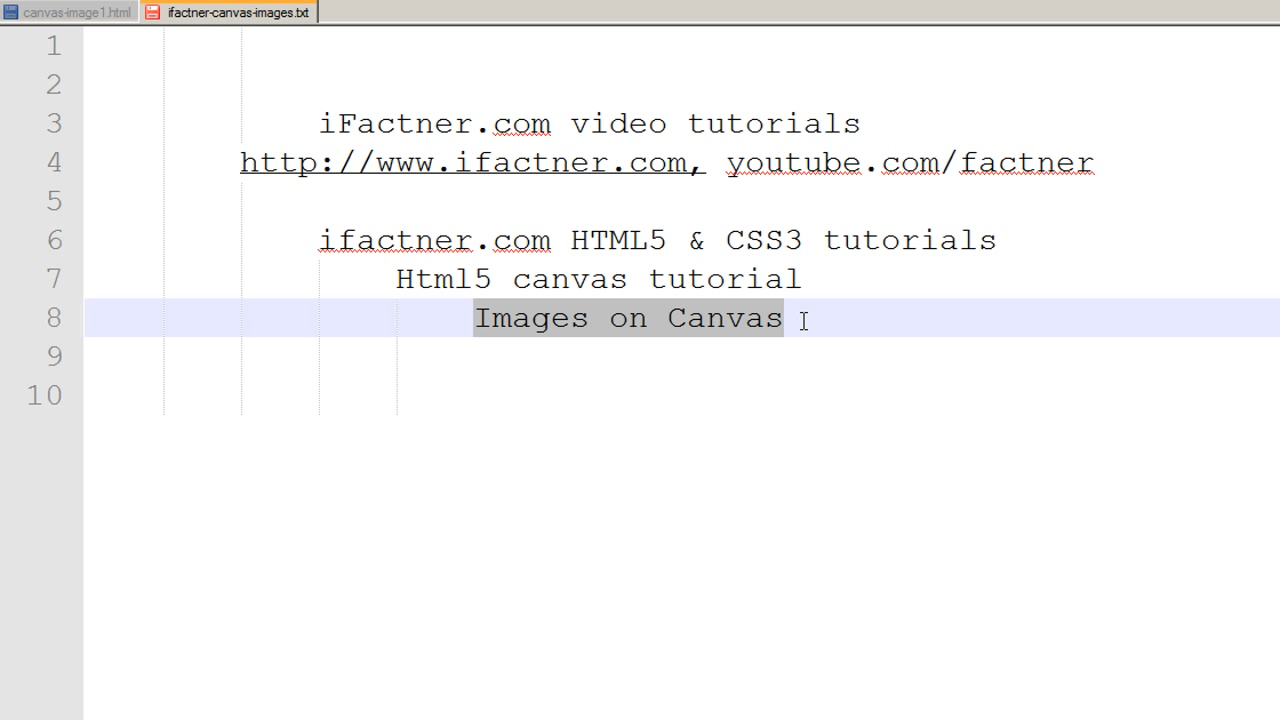 canvas-image1.html
ifactner-canvas-images.txt
1
2
3 iFactner.com video tutorials
4 http://www.ifactner.com, youtube.com/factner
5
6 ifactner.com HTML5 & CSS3 tutorials
7 Html5 canvas tutorial
8 Images on Canvas
9
10